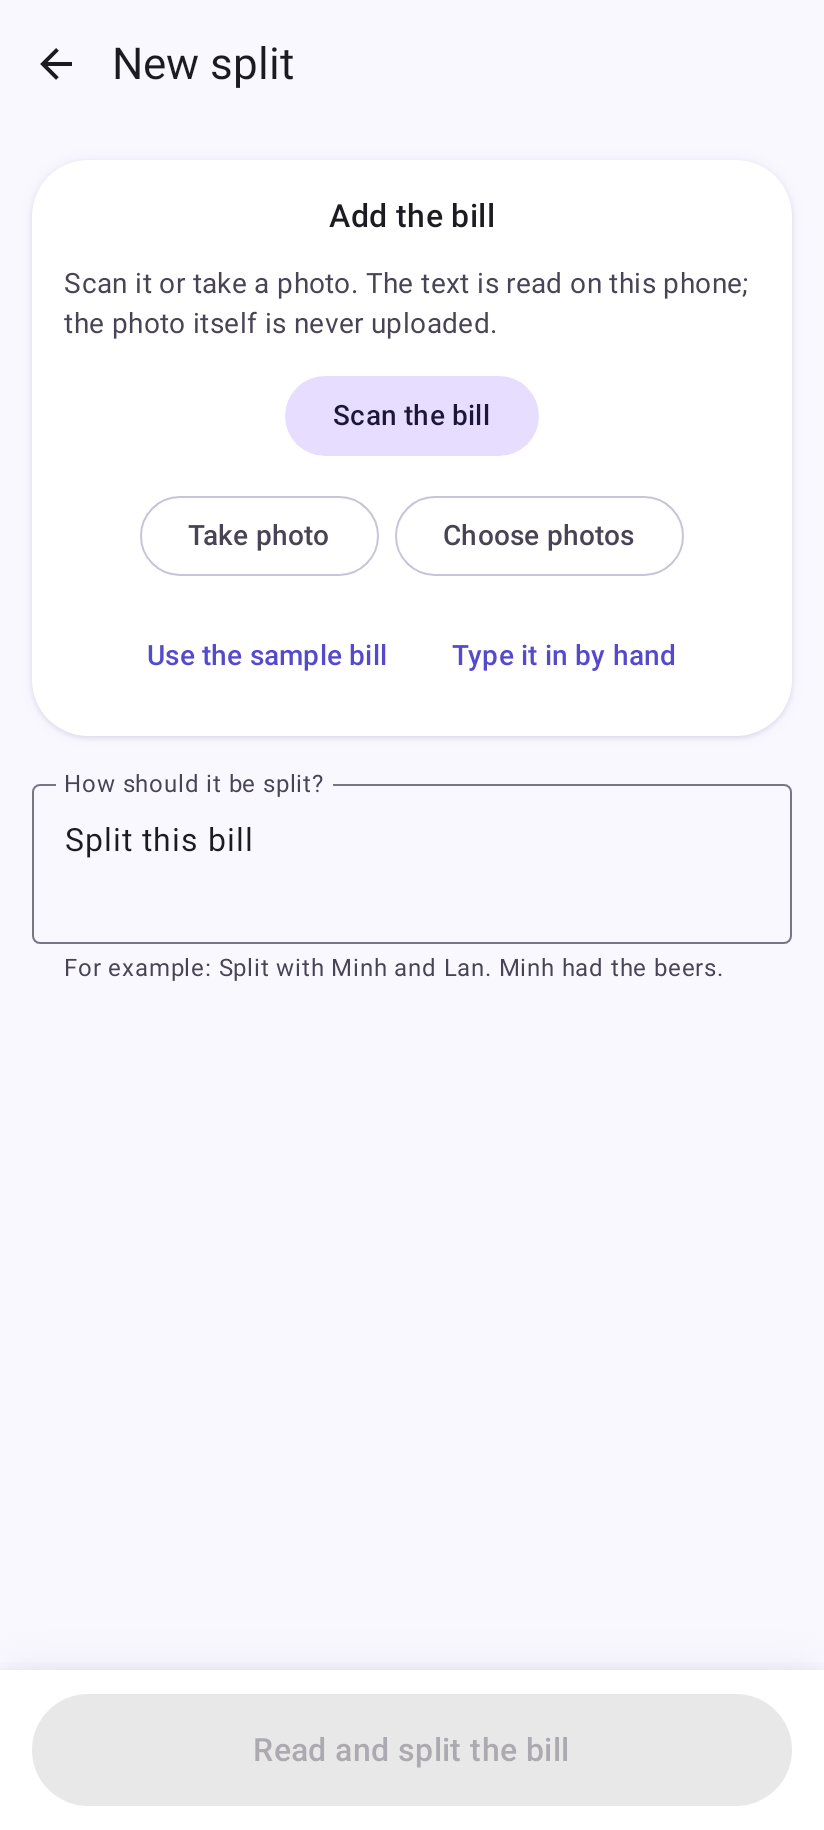 New split
Add the bill
Scan it or take a photo. The text is read on this phone;
the photo itself is never uploaded.
Scan the bill
Take photo
Choose photos
Use the sample bill
Type it in by hand
How should it be split?
Split this bill
For example: Split with Minh and Lan. Minh had the beers.
Read and split the bill